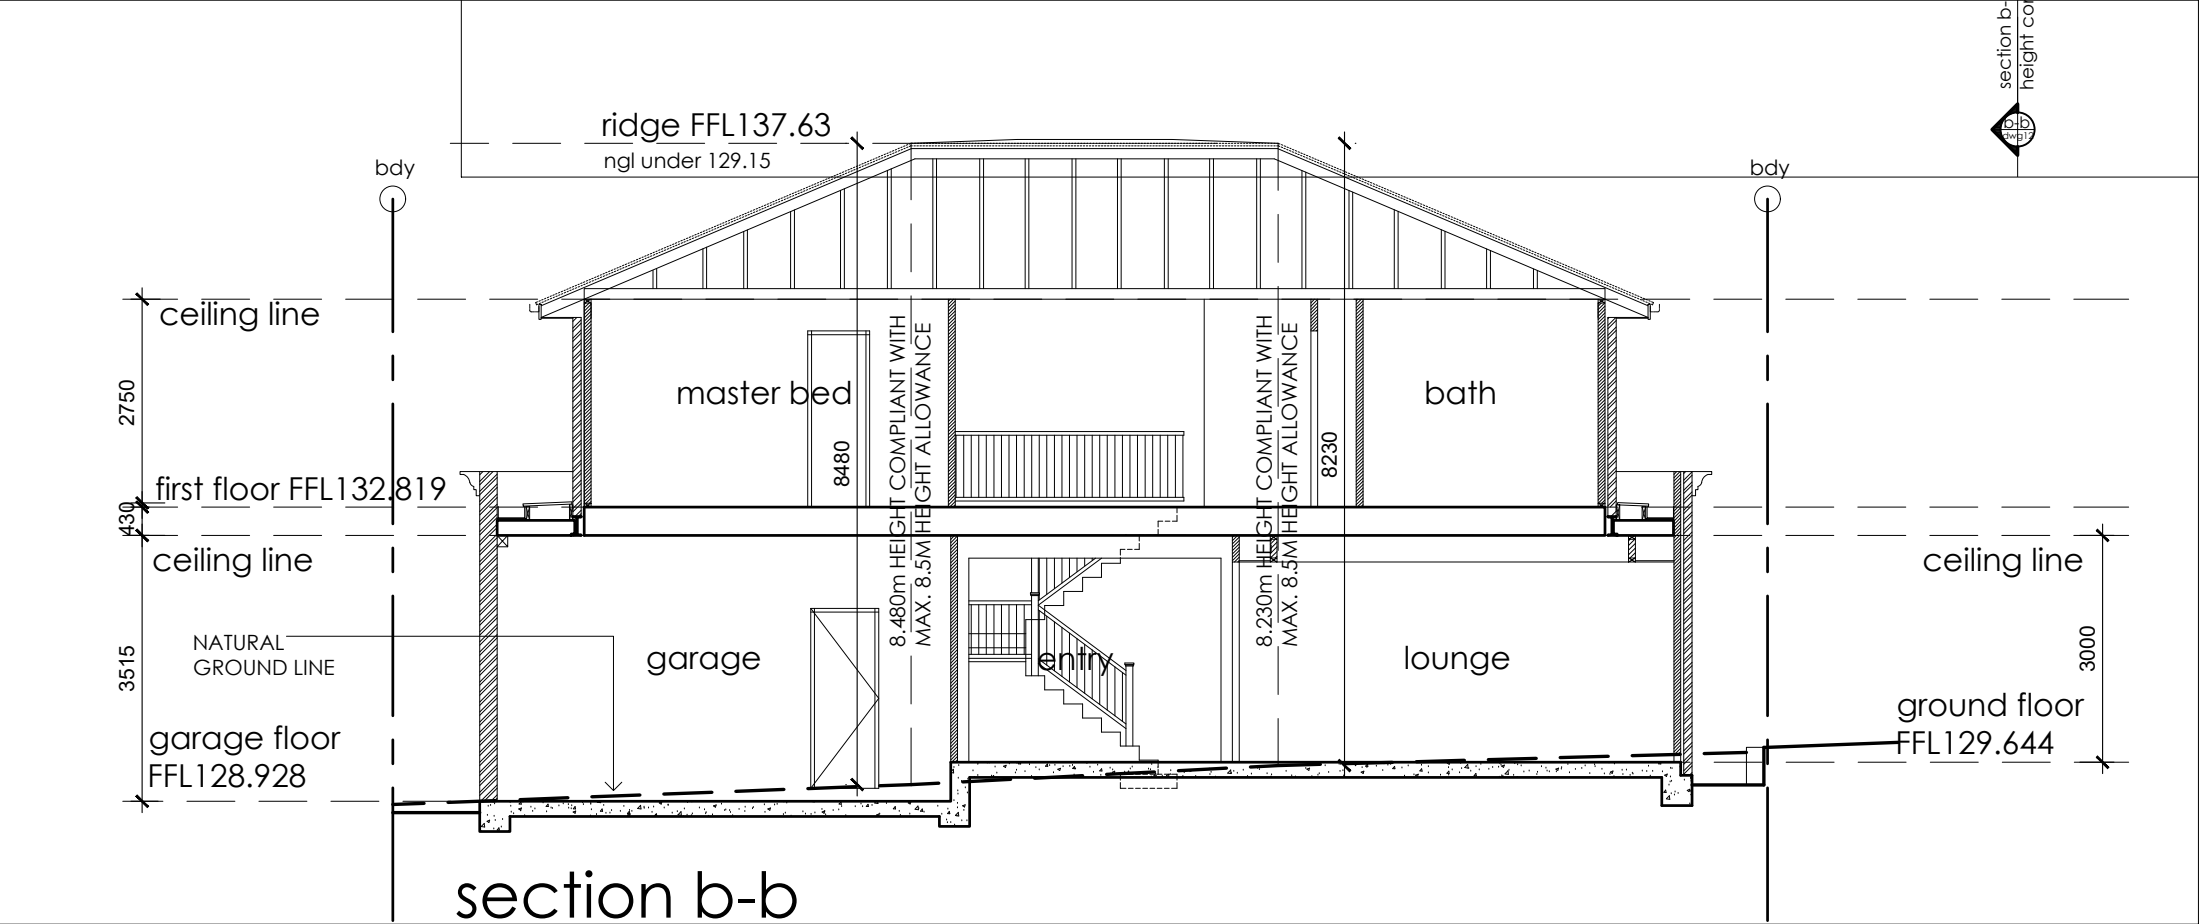 section b-
height co
b-b
dwg12
ridge FFL137.63
ngl under 129.15
bdy
bdy
ceiling line
2750
master bed
bath
8480
8.480m HEIGHT COMPLIANT WITH
MAX. 8.5M HEIGHT ALLOWANCE
8.230m HEIGHT COMPLIANT WITH
MAX. 8.5M HEIGHT ALLOWANCE
8230
first floor FFL132.819
430
ceiling line
ceiling line
NATURAL
GROUND LINE
3515
garage
entry
lounge
3000
garage floor
FFL128.928
ground floor
FFL129.644
section b-b